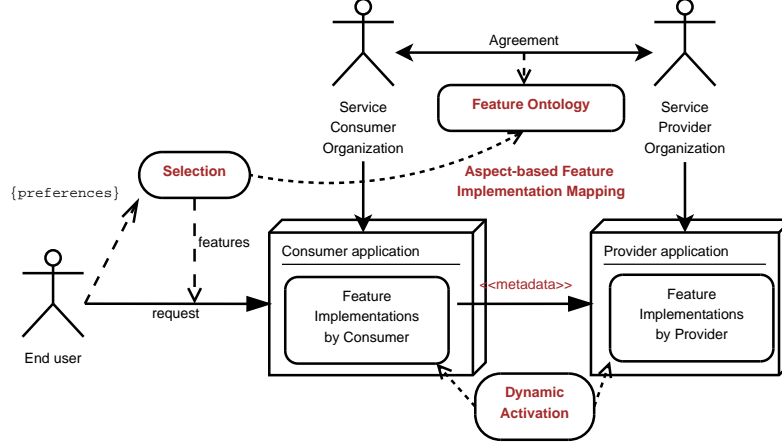 Agreement
Feature Ontology
Service
Consumer
Organization
Service
Provider
Organization
Selection
Aspect-based Feature
Implementation Mapping
{preferences}
features
Consumer application
Provider application
<<metadata>>
Feature
Implementations
by Consumer
Feature
Implementations
by Provider
request
End user
Dynamic
Activation